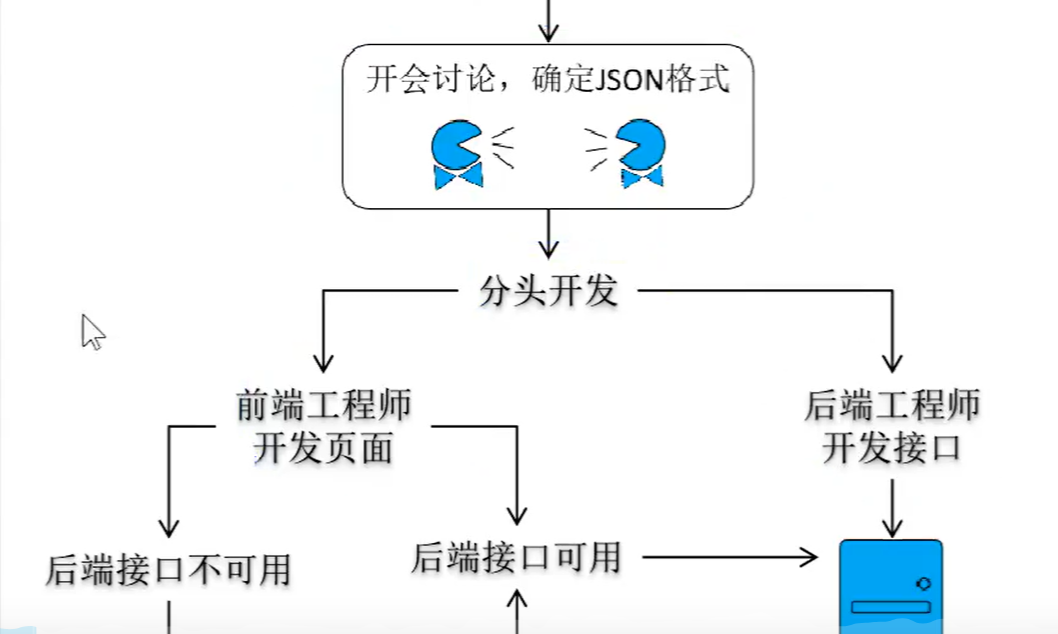 开会讨论，确定JSON格式
分头开发
前端工程师
开发页面
后端工程师
开发接口
后端接口不可用
后端接口可用